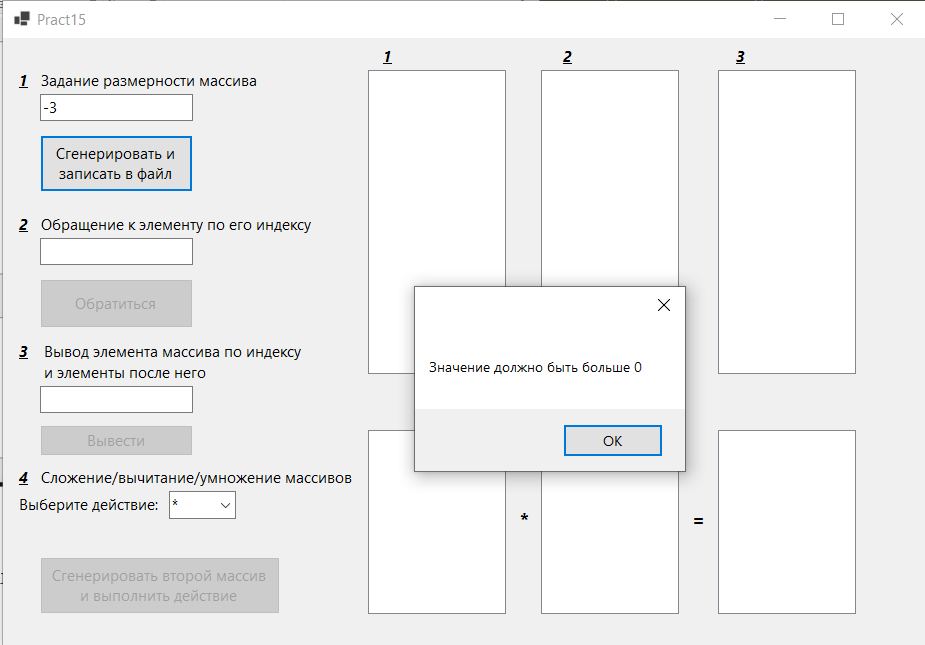 Pract15
1 Задание размерности массива
-3
Сгенерировать и
записать в файл
2 Обращение к элементу по его индексу
Обратиться
3 Вывод элемента массива по индексу
и элементы после него
Вывести
4 Сложение/вычитание/умножение массивов
Выберите действие: *
Сгенерировать второй массив
и выполнить действие
1 2 3
* =
Значение должно быть больше 0
OK